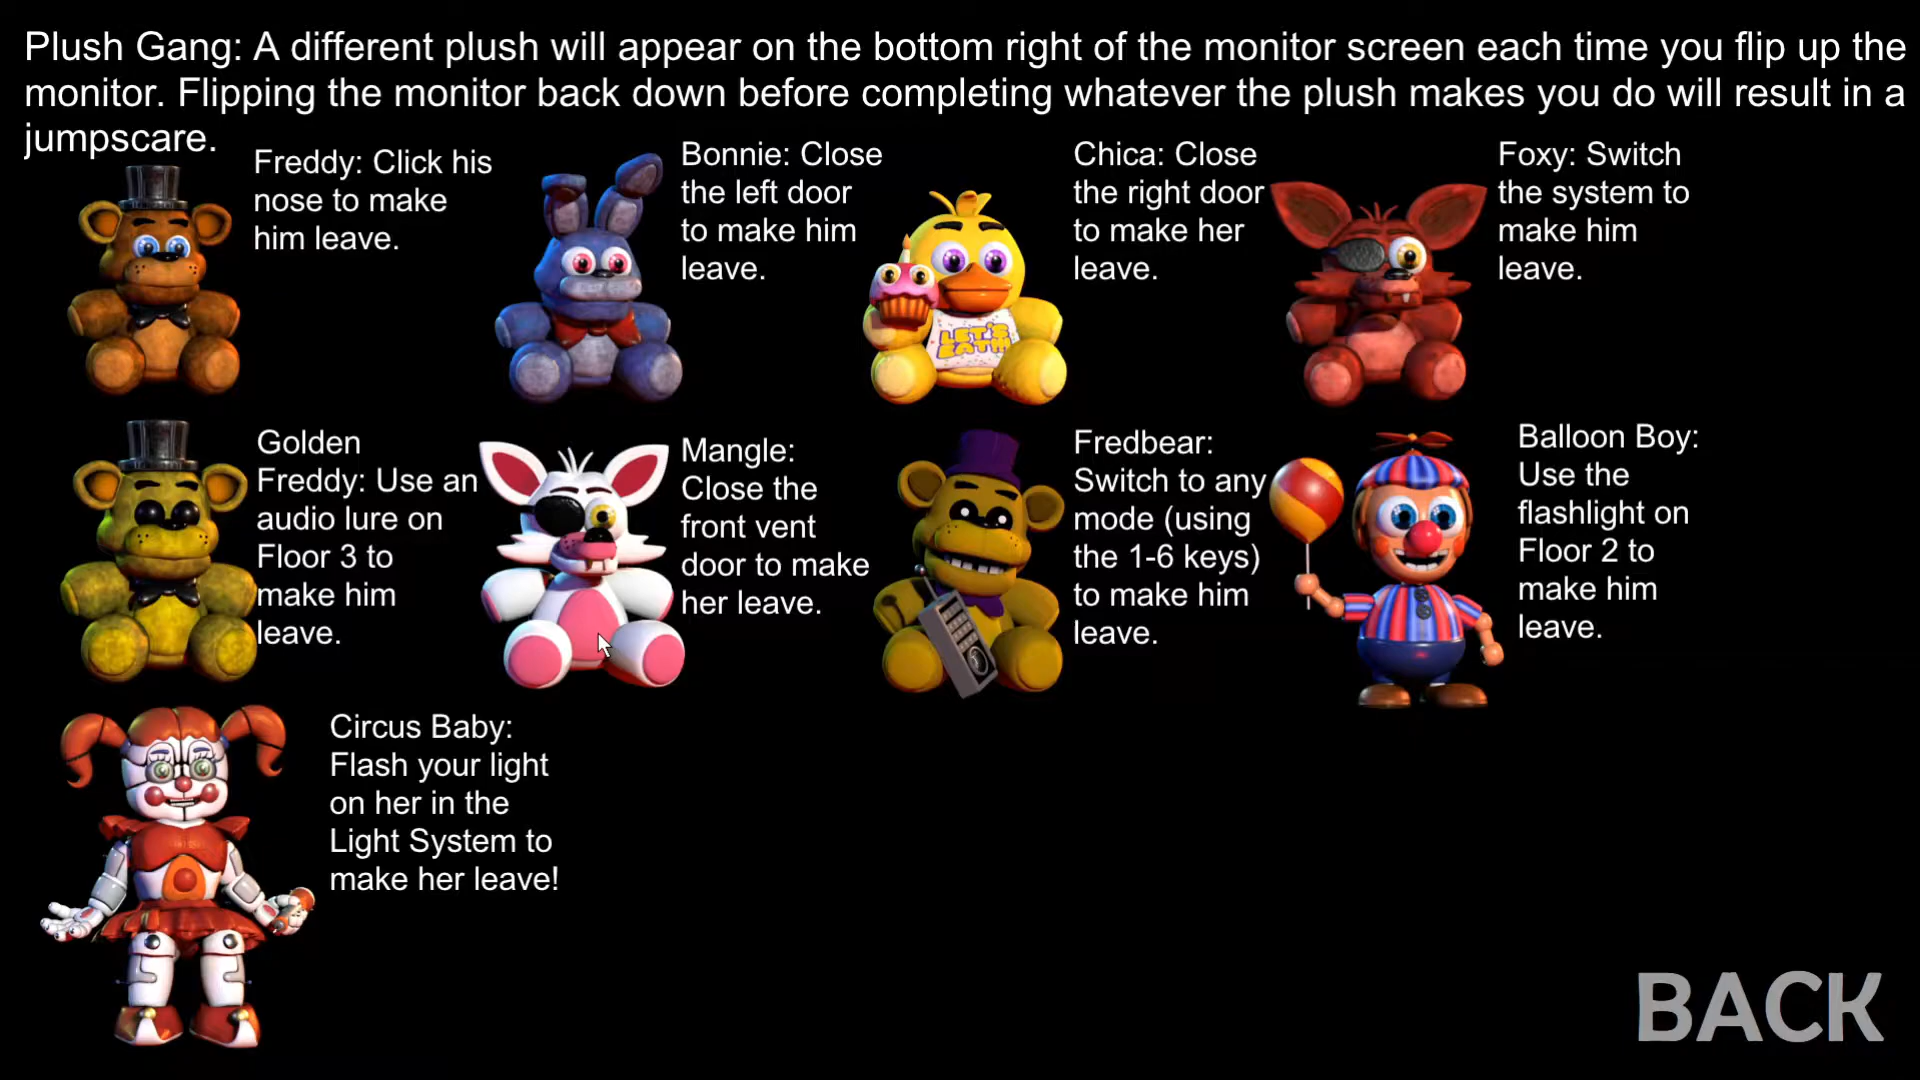 Plush Gang: A different plush will appear on the bottom right of the monitor screen each time you flip up the
monitor. Flipping the monitor back down before completing whatever the plush makes you do will result in a
jumpscare.
Freddy: Click his
nose to make
him leave.
Bonnie: Close
the left door
to make him
leave.
Chica: Close
the right door
to make her
leave.
Foxy: Switch
the system to
make him
leave.
LET'S
EAT!!!
Golden
Freddy: Use an
audio lure on
Floor 3 to
make him
leave.
Mangle:
Close the
front vent
door to make
her leave.
Fredbear:
Switch to any
mode (using
the 1-6 keys)
to make him
leave.
Balloon Boy:
Use the
flashlight on
Floor 2 to
make him
leave.
Circus Baby:
Flash your light
on her in the
Light System to
make her leave!
BACK